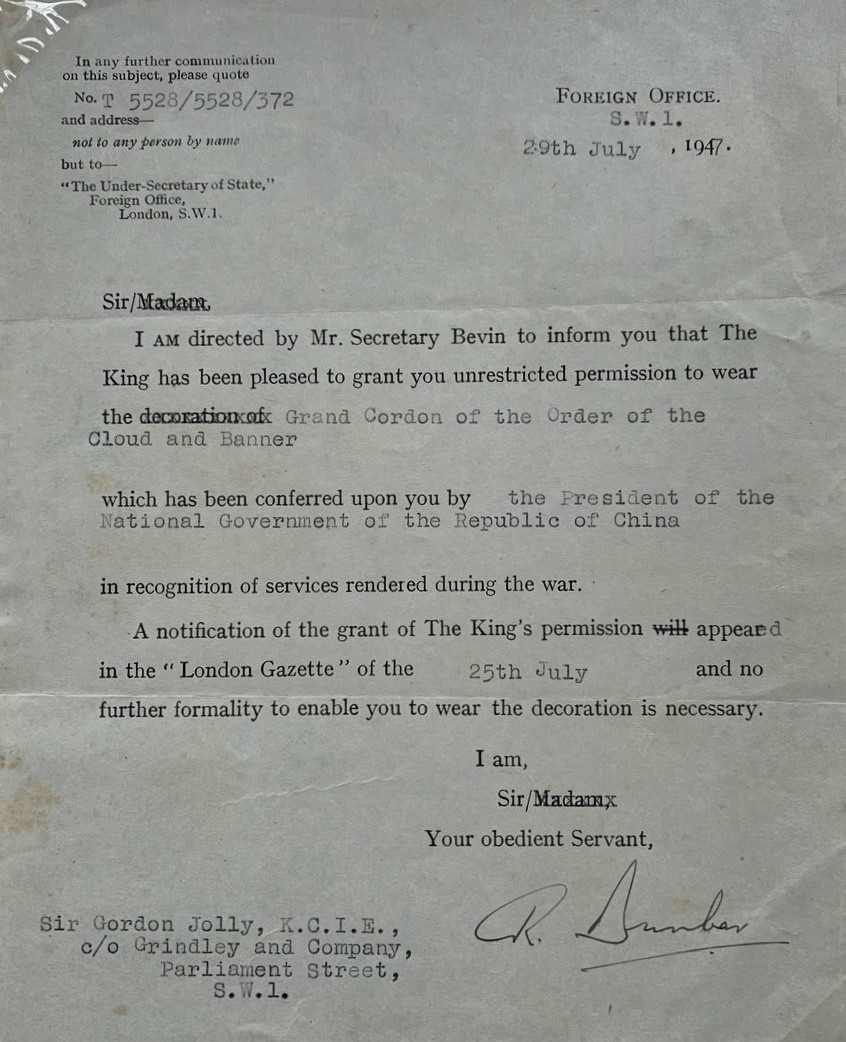 In any further communication
on this subject, please quote
No. T 5528/5528/372
and address—
not to any person by name
but to—
"The Under-Secretary of State,"
Foreign Office,
London, S.W.1.
FOREIGN OFFICE.
S.W.1.
29th July , 1947.
Sir/Madam,
I AM directed by Mr. Secretary Bevin to inform you that The
King has been pleased to grant you unrestricted permission to wear
the decoration of Grand Cordon of the Order of the
Cloud and Banner
which has been conferred upon you by the President of the
National Government of the Republic of China
in recognition of services rendered during the war.
A notification of the grant of The King's permission will appeared
in the "London Gazette" of the 25th July and no
further formality to enable you to wear the decoration is necessary.
I am,
Sir/Madam,
Your obedient Servant,
R. Dunbar
Sir Gordon Jolly, K.C.I.E.,
c/o Grindley and Company,
Parliament Street,
S.W.1.